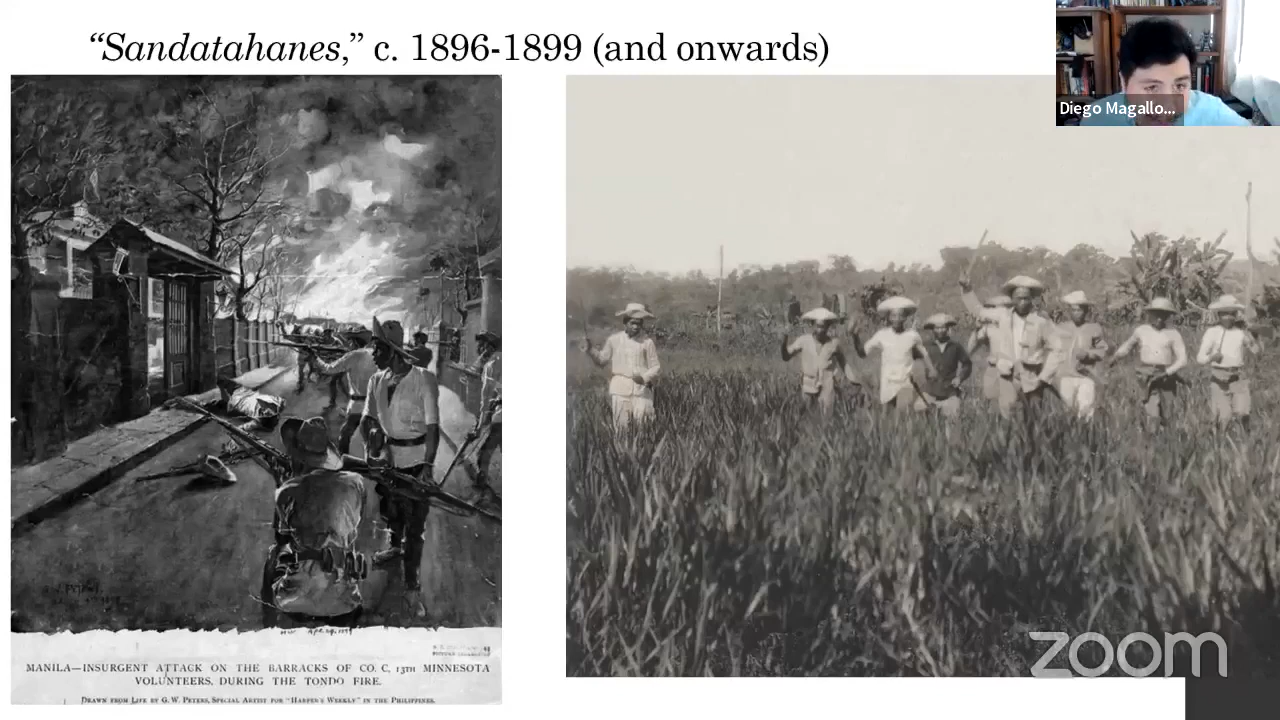 “Sandatahanes,” c. 1896-1899 (and onwards)
Diego Magallo...
MANILA—INSURGENT ATTACK ON THE BARRACKS OF CO. C, 13TH MINNESOTA
VOLUNTEERS, DURING THE TONDO FIRE.
DRAWN FROM LIFE BY G. W. PETERS, SPECIAL ARTIST FOR "HARPER'S WEEKLY" IN THE PHILIPPINES.
zoom